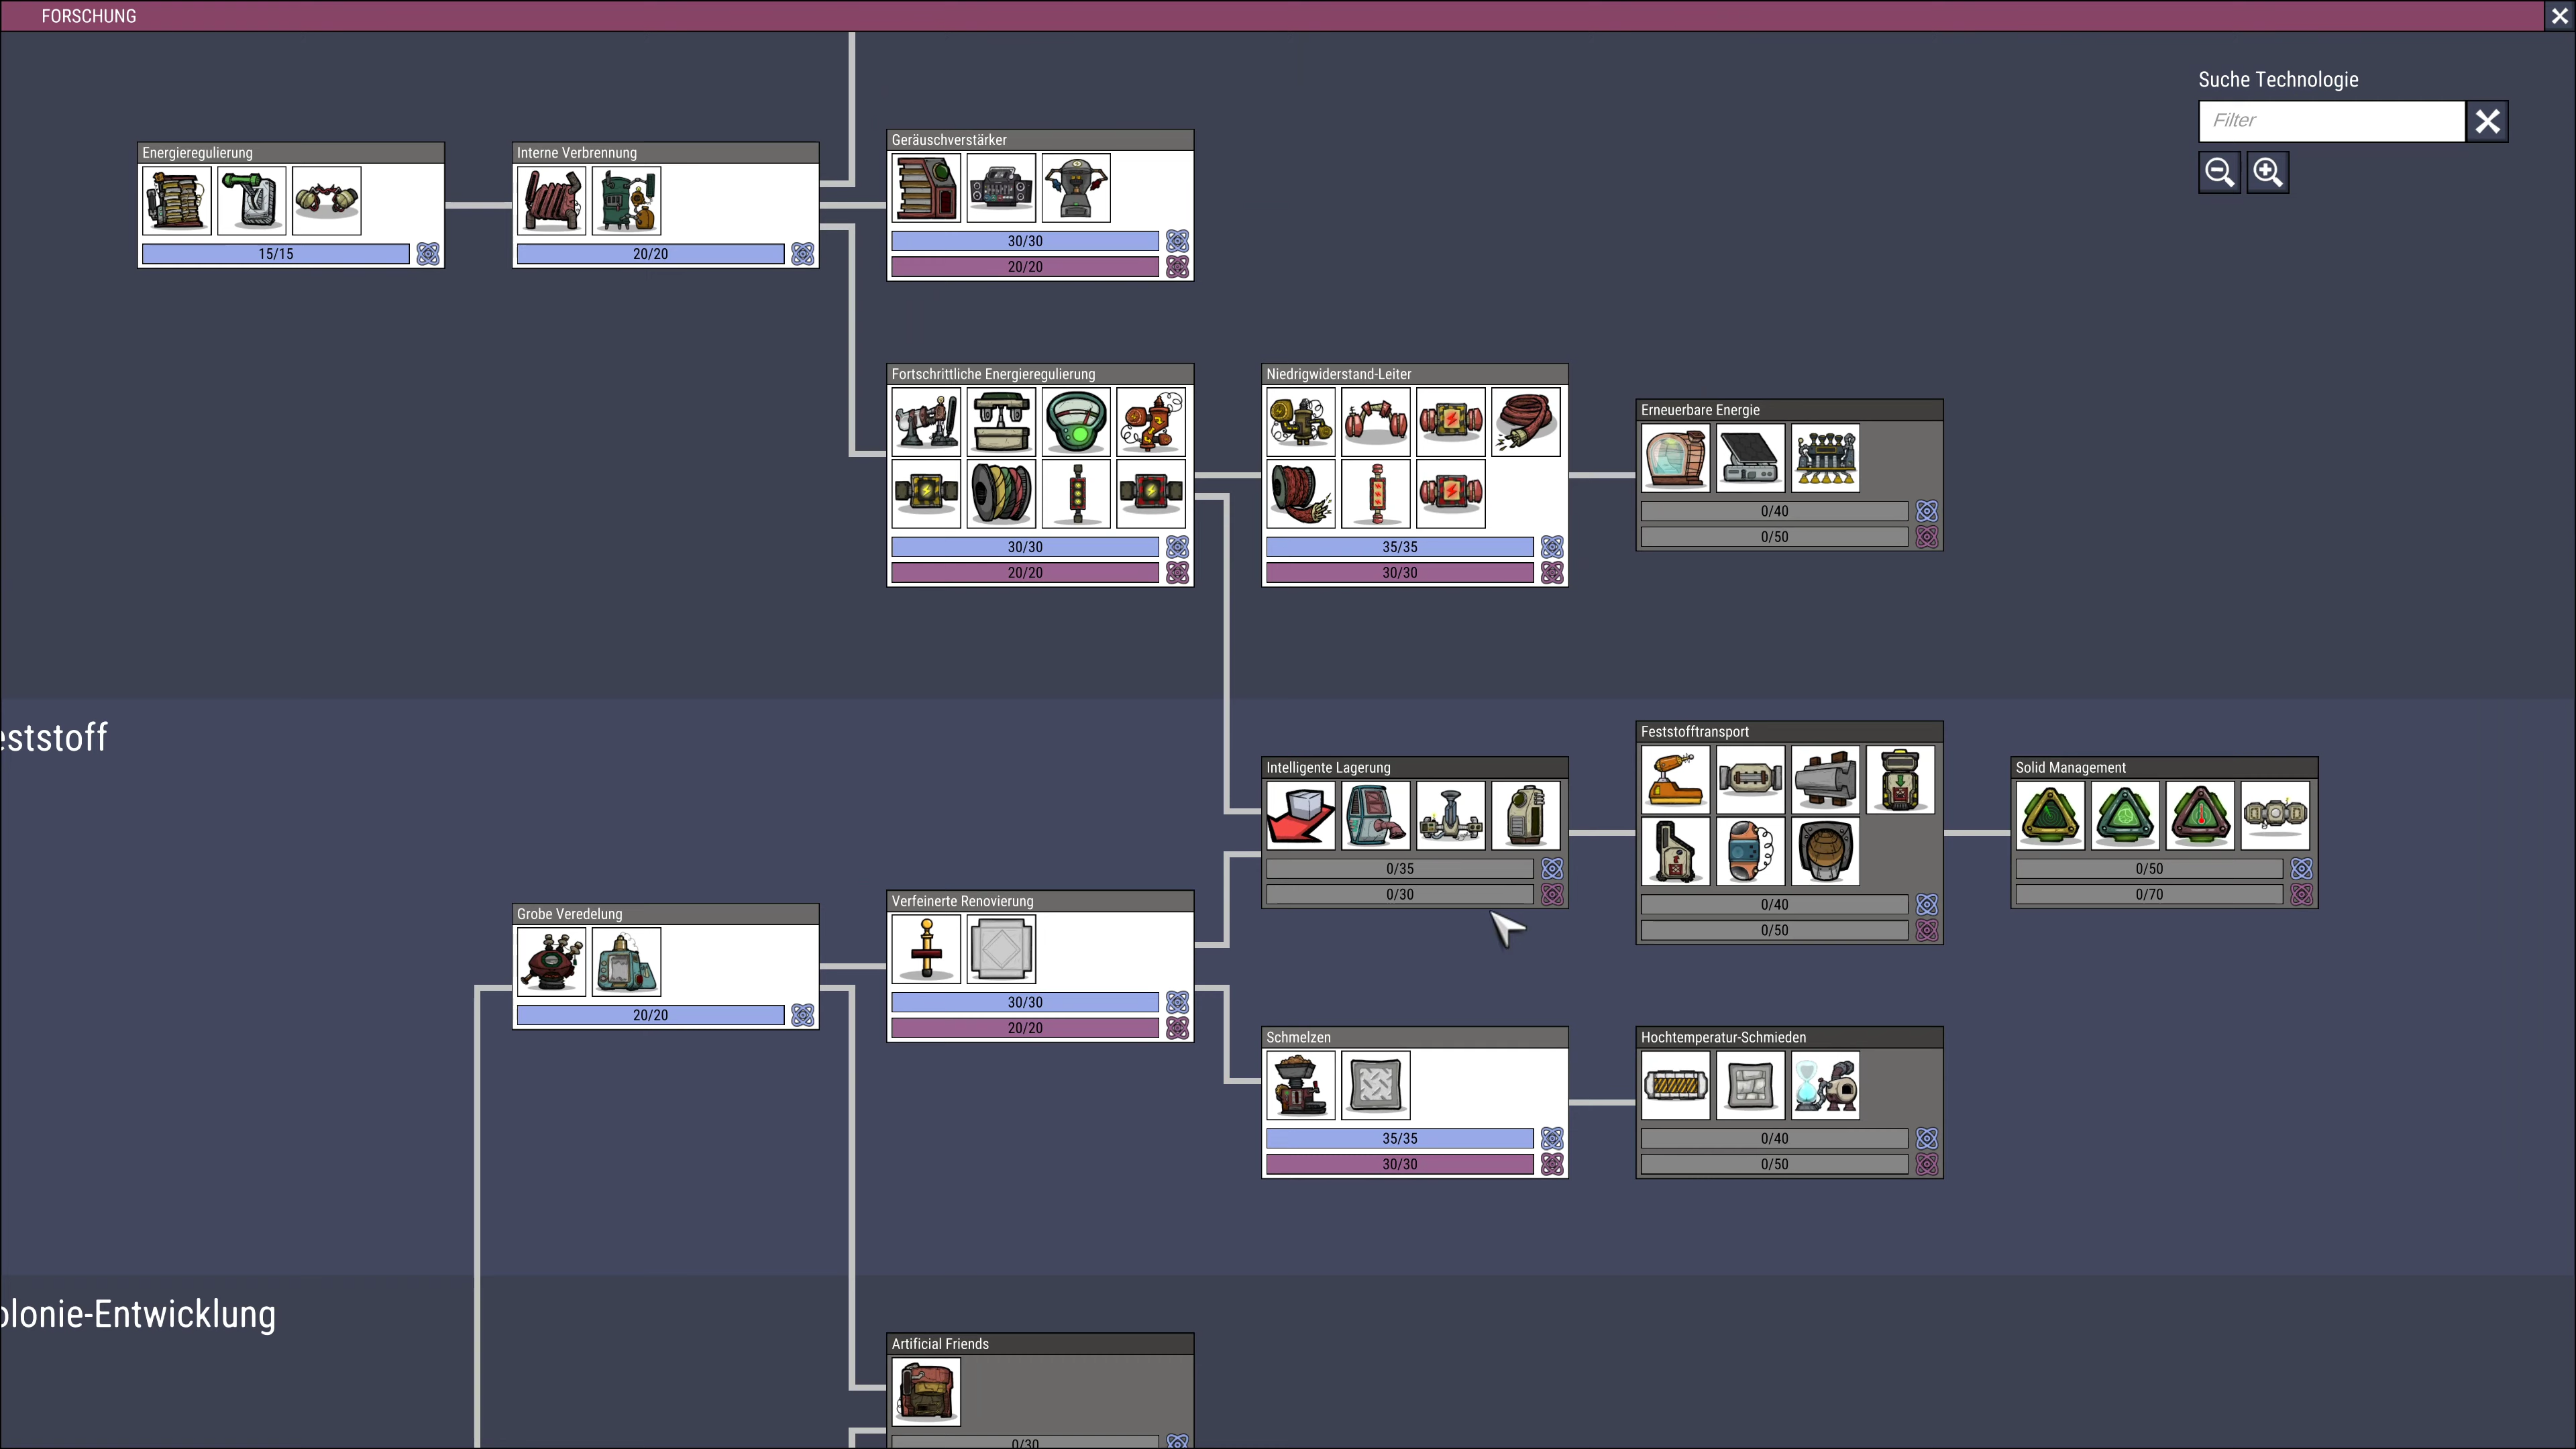 FORSCHUNG
Suche Technologie
Filter
Energieregulierung
15/15
Interne Verbrennung
20/20
Geräuschverstärker
30/30
20/20
Fortschrittliche Energieregulierung
30/30
20/20
Niedrigwiderstand-Leiter
35/35
30/30
Erneuerbare Energie
0/40
0/50
eststoff
Intelligente Lagerung
0/35
0/30
Feststofftransport
0/40
0/50
Solid Management
0/50
0/70
Grobe Veredelung
20/20
Verfeinerte Renovierung
30/30
20/20
Schmelzen
35/35
30/30
Hochtemperatur-Schmieden
0/40
0/50
olonie-Entwicklung
Artificial Friends
0/30